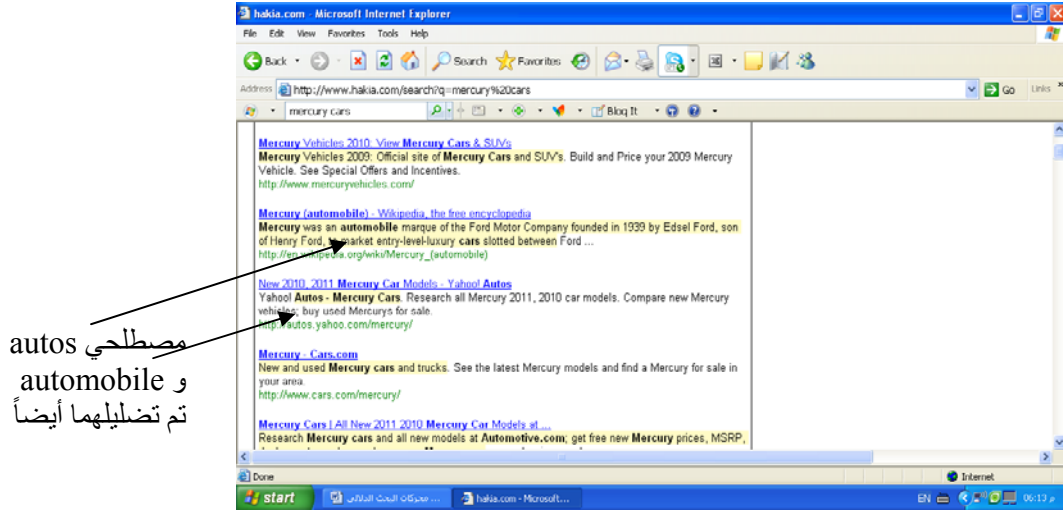 hakia.com - Microsoft Internet Explorer
File Edit View Favorites Tools Help
Back Search Favorites
Address http://www.hakia.com/search?q=mercury%20cars Go Links
mercury cars Blog It
Mercury Vehicles 2010: View Mercury Cars & SUVs
Mercury Vehicles 2009: Official site of Mercury Cars and SUV's. Build and Price your 2009 Mercury
Vehicle. See Special Offers and Incentives.
http://www.mercuryvehicles.com/
Mercury (automobile) - Wikipedia, the free encyclopedia
Mercury was an automobile marque of the Ford Motor Company founded in 1939 by Edsel Ford, son
of Henry Ford, to market entry-level-luxury cars slotted between Ford ...
http://en.wikipedia.org/wiki/Mercury_(automobile)
New 2010, 2011 Mercury Car Models - Yahoo! Autos
Yahoo! Autos - Mercury Cars. Research all Mercury 2011, 2010 car models. Compare new Mercury
vehicles; buy used Mercurys for sale.
http://autos.yahoo.com/mercury/
مصطلحي autos
و automobile
تم تضليلهما أيضاً
Mercury - Cars.com
New and used Mercury cars and trucks. See the latest Mercury models and find a Mercury for sale in
your area.
http://www.cars.com/mercury/
Mercury Cars | All New 2011 2010 Mercury Car Models at ...
Research Mercury cars and all new models at Automotive.com; get free new Mercury prices, MSRP,
Done Internet
start محركات البحث الدلالي ... hakia.com - Microsoft... EN 06:13 م